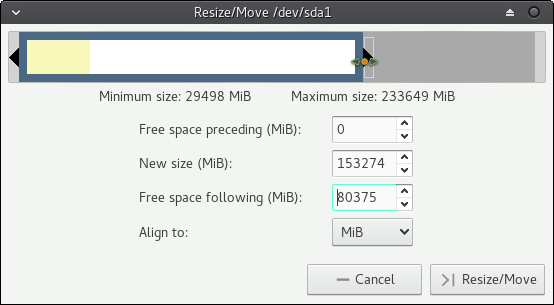 Resize/Move /dev/sda1
Minimum size: 29498 MiB Maximum size: 233649 MiB
Free space preceding (MiB): 0
New size (MiB): 153274
Free space following (MiB): 80375
Align to: MiB
Cancel Resize/Move